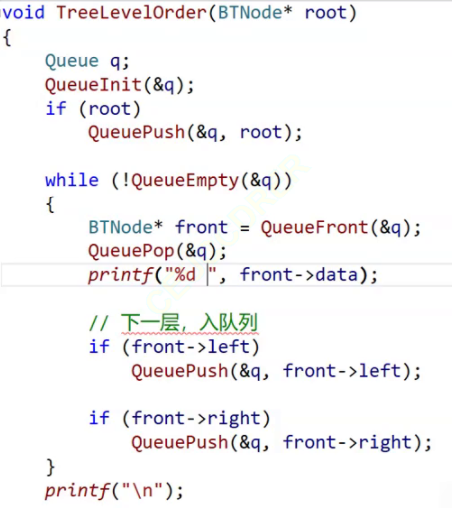 void TreeLevelOrder(BTNode* root)
{
    Queue q;
    QueueInit(&q);
    if (root)
        QueuePush(&q, root);

    while (!QueueEmpty(&q))
    {
        BTNode* front = QueueFront(&q);
        QueuePop(&q);
        printf("%d ", front->data);

        // 下一层，入队列
        if (front->left)
            QueuePush(&q, front->left);

        if (front->right)
            QueuePush(&q, front->right);
    }
    printf("\n");